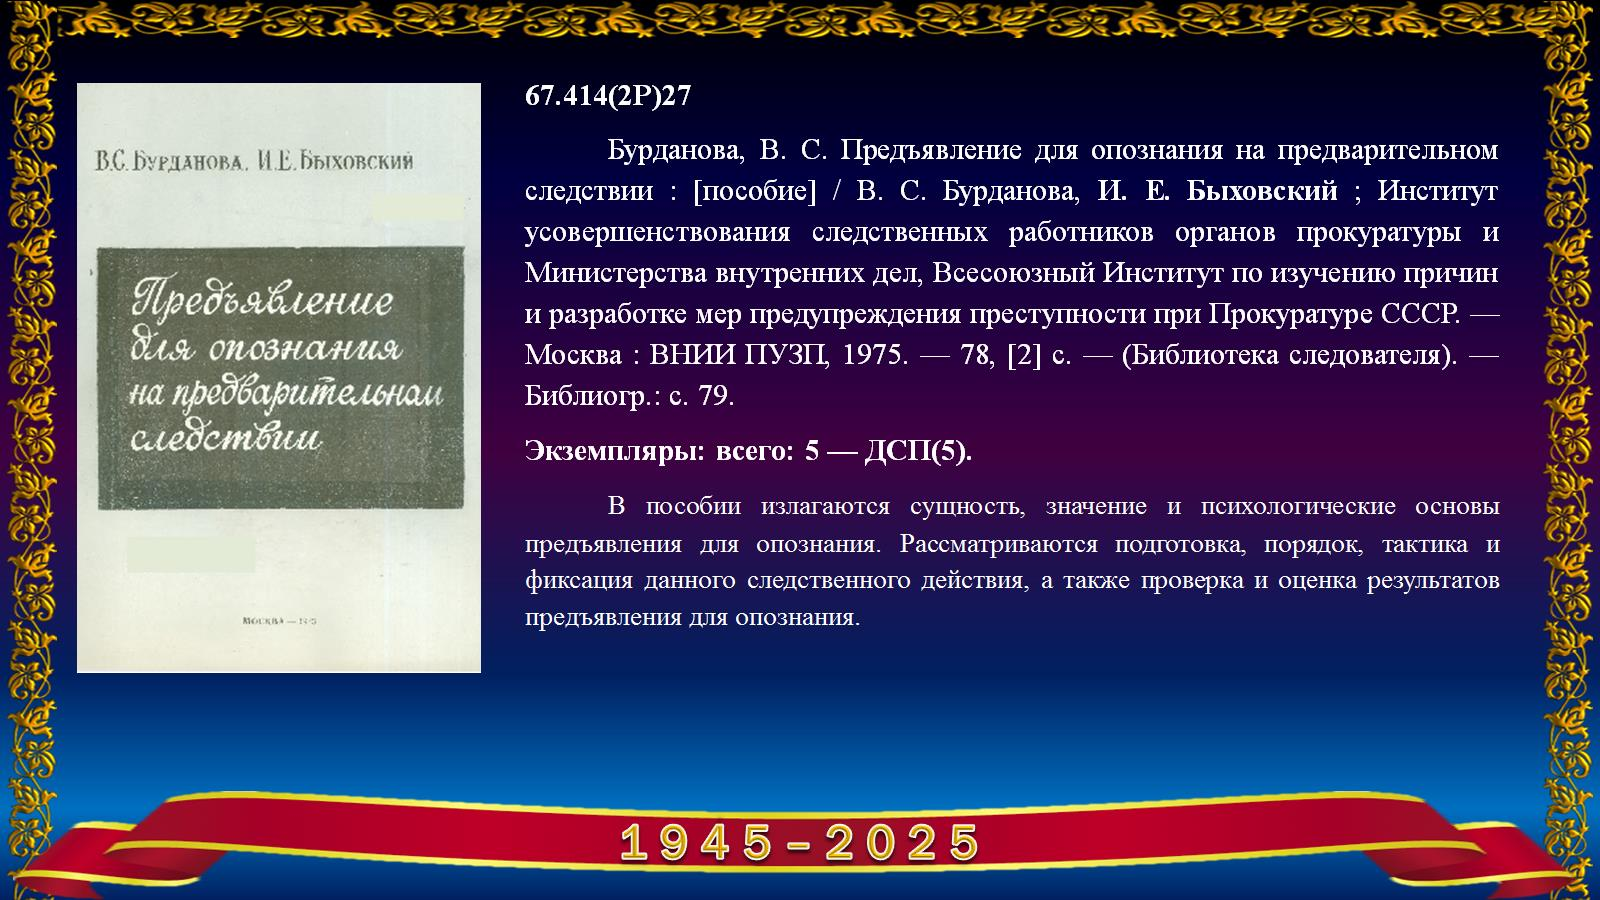 В.С. Бурданова, И.Е. Быховский
Предъявление
для опознания
на предварительном
следствии
Москва — 1975
67.414(2Р)27
Бурданова, В. С. Предъявление для опознания на предварительном
следствии : [пособие] / В. С. Бурданова, И. Е. Быховский ; Институт
усовершенствования следственных работников органов прокуратуры и
Министерства внутренних дел, Всесоюзный Институт по изучению причин
и разработке мер предупреждения преступности при Прокуратуре СССР. —
Москва : ВНИИ ПУЗП, 1975. — 78, [2] с. — (Библиотека следователя). —
Библиогр.: с. 79.
Экземпляры: всего: 5 — ДСП(5).
В пособии излагаются сущность, значение и психологические основы
предъявления для опознания. Рассматриваются подготовка, порядок, тактика и
фиксация данного следственного действия, а также проверка и оценка результатов
предъявления для опознания.
1945–2025